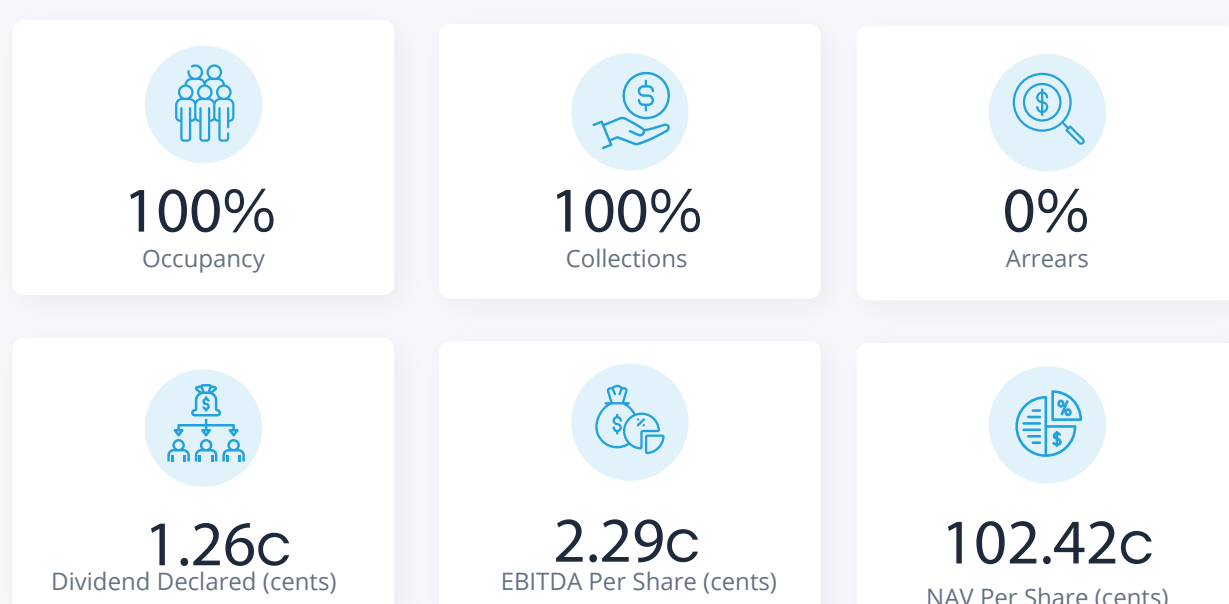 100%
Occupancy
100%
Collections
0%
Arrears
1.26c
Dividend Declared (cents)
2.29c
EBITDA Per Share (cents)
102.42c
NAV Per Share (cents)